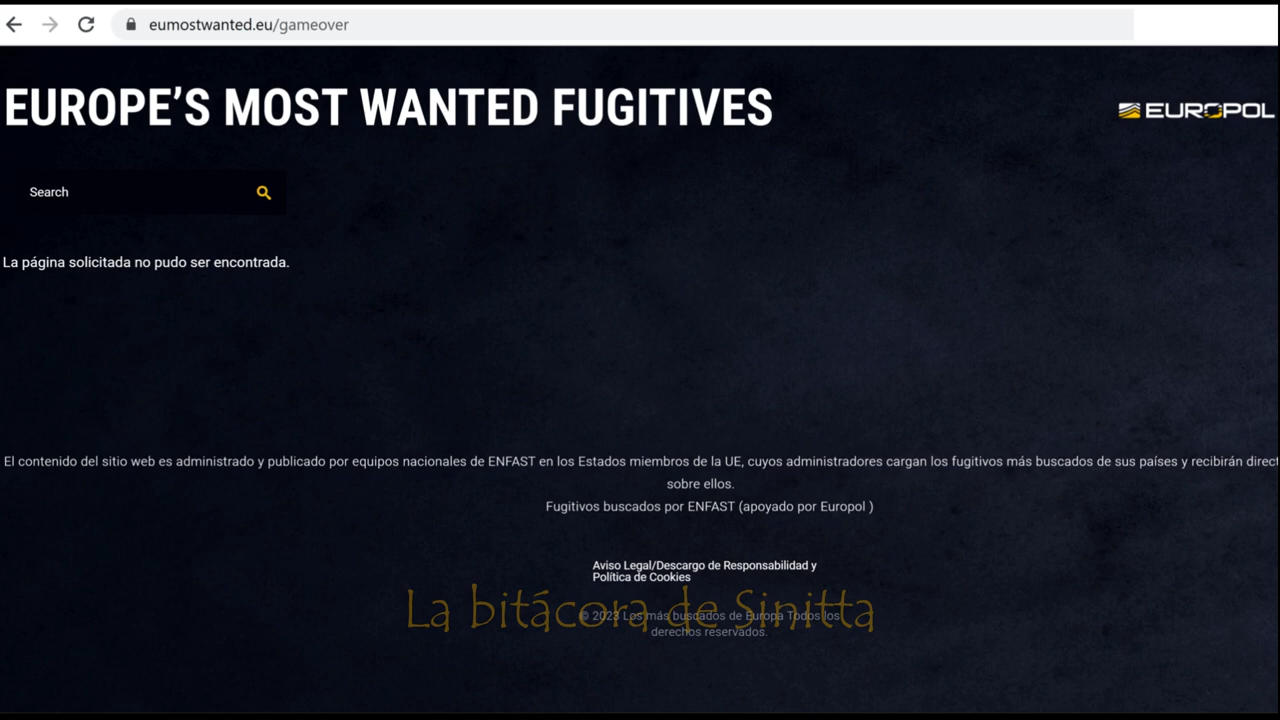 eumostwanted.eu/gameover
EUROPE'S MOST WANTED FUGITIVES
EUROPOL
Search
La página solicitada no pudo ser encontrada.
El contenido del sitio web es administrado y publicado por equipos nacionales de ENFAST en los Estados miembros de la UE, cuyos administradores cargan los fugitivos más buscados de sus países y recibirán direct
sobre ellos.
Fugitivos buscados por ENFAST (apoyado por Europol )
Aviso Legal/Descargo de Responsabilidad y
Política de Cookies
La bitácora de Sinitta
© 2023 Los más buscados de Europa Todos los
derechos reservados.